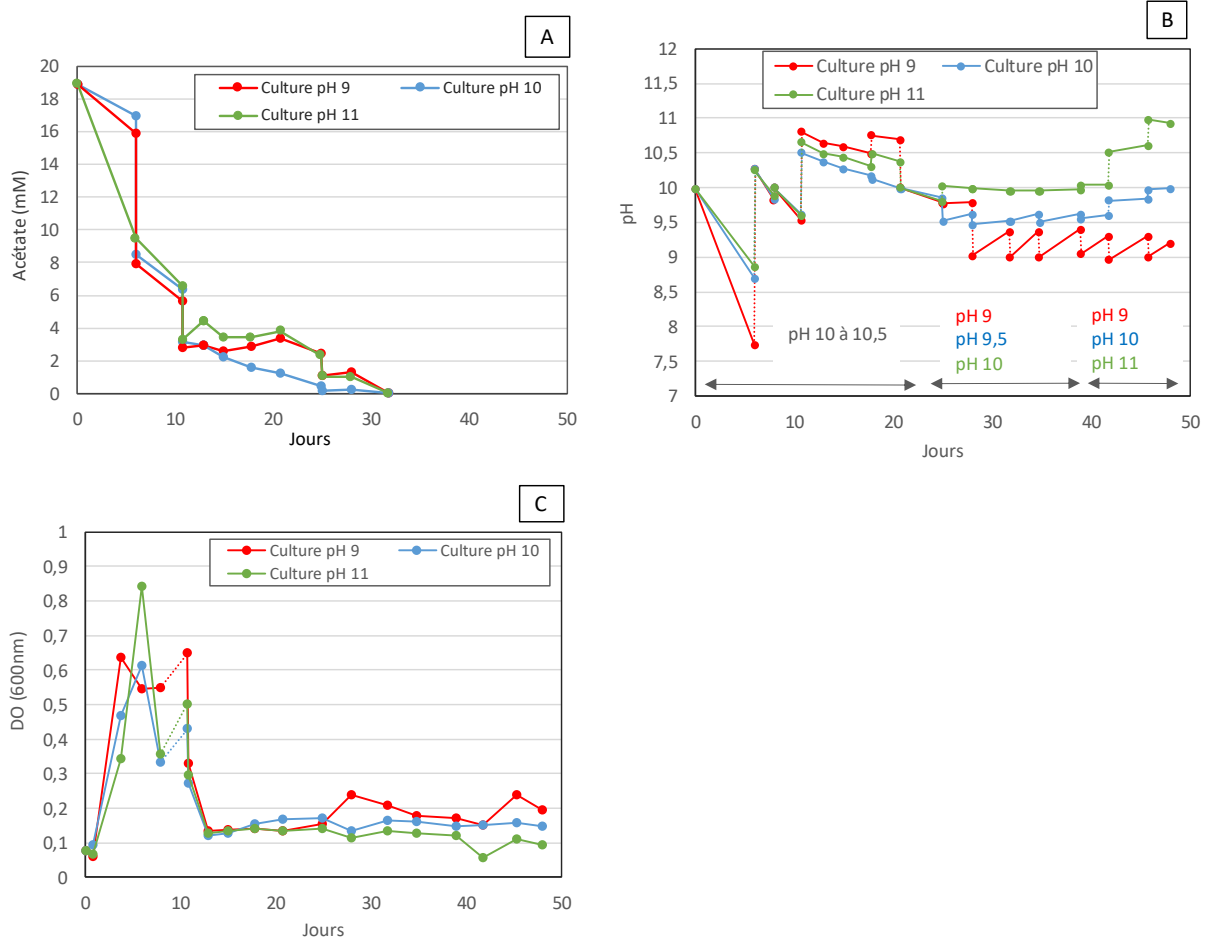 A
20
18
16
14
12
10
8
6
4
2
0
Acétate (mM)
Culture pH 9
Culture pH 10
Culture pH 11
0 10 20 30 40 50
Jours
B
12
11,5
11
10,5
10
9,5
9
8,5
8
7,5
7
pH
Culture pH 9
Culture pH 10
Culture pH 11
pH 10 à 10,5
pH 9
pH 9,5
pH 10
pH 9
pH 10
pH 11
0 10 20 30 40 50
Jours
C
1
0,9
0,8
0,7
0,6
0,5
0,4
0,3
0,2
0,1
0
DO (600nm)
Culture pH 9
Culture pH 10
Culture pH 11
0 10 20 30 40 50
Jours